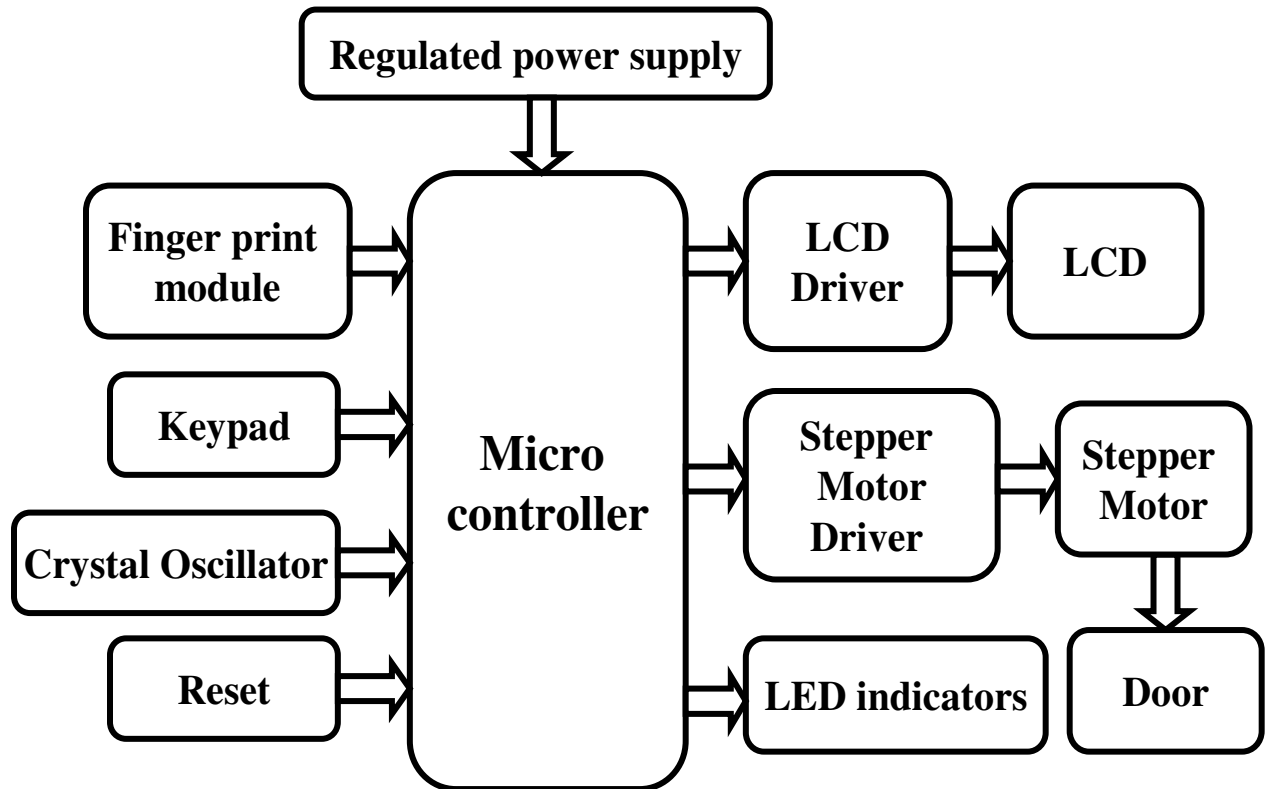 Regulated power supply
Finger print
module
Keypad
Crystal Oscillator
Reset
Micro
controller
LCD
Driver
LCD
Stepper
Motor
Driver
Stepper
Motor
LED indicators
Door